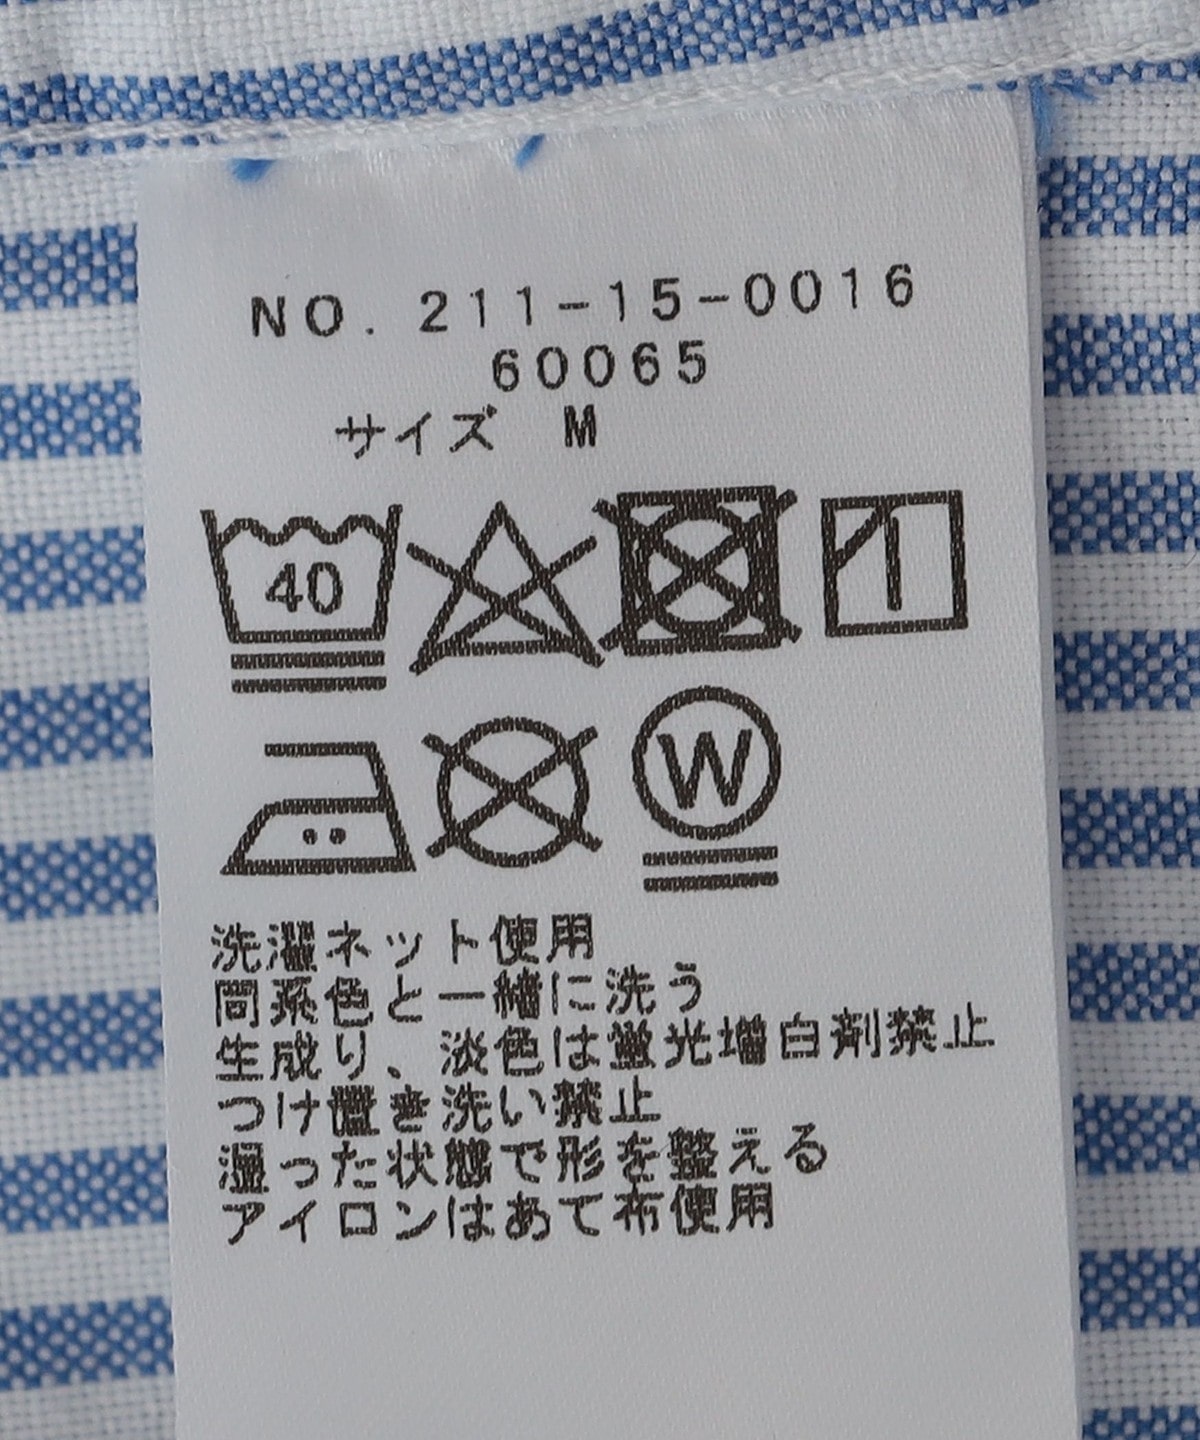 NO. 211-15-0016
60065
サイズ M
40
W
洗濯ネット使用
同系色と一緒に洗う
生成り、淡色は蛍光増白剤禁止
つけ置き洗い禁止
湿った状態で形を整える
アイロンはあて布使用